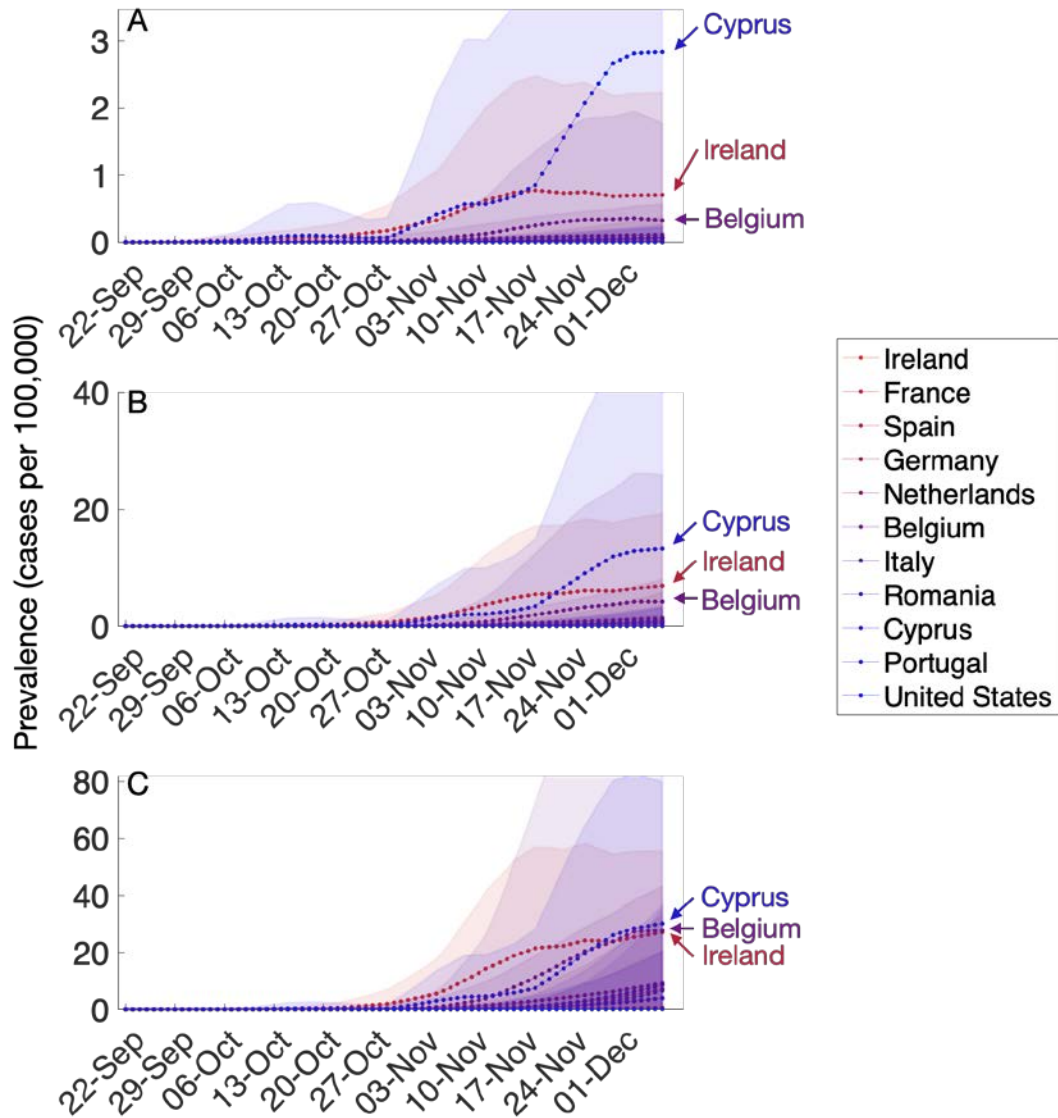 Prevalence (cases per 100,000)
A
3
2
1
0
Cyprus
Ireland
Belgium
22-Sep
29-Sep
06-Oct
13-Oct
20-Oct
27-Oct
03-Nov
10-Nov
17-Nov
24-Nov
01-Dec
B
40
20
0
Cyprus
Ireland
Belgium
22-Sep
29-Sep
06-Oct
13-Oct
20-Oct
27-Oct
03-Nov
10-Nov
17-Nov
24-Nov
01-Dec
C
80
60
40
20
0
Cyprus
Belgium
Ireland
22-Sep
29-Sep
06-Oct
13-Oct
20-Oct
27-Oct
03-Nov
10-Nov
17-Nov
24-Nov
01-Dec
Ireland
France
Spain
Germany
Netherlands
Belgium
Italy
Romania
Cyprus
Portugal
United States